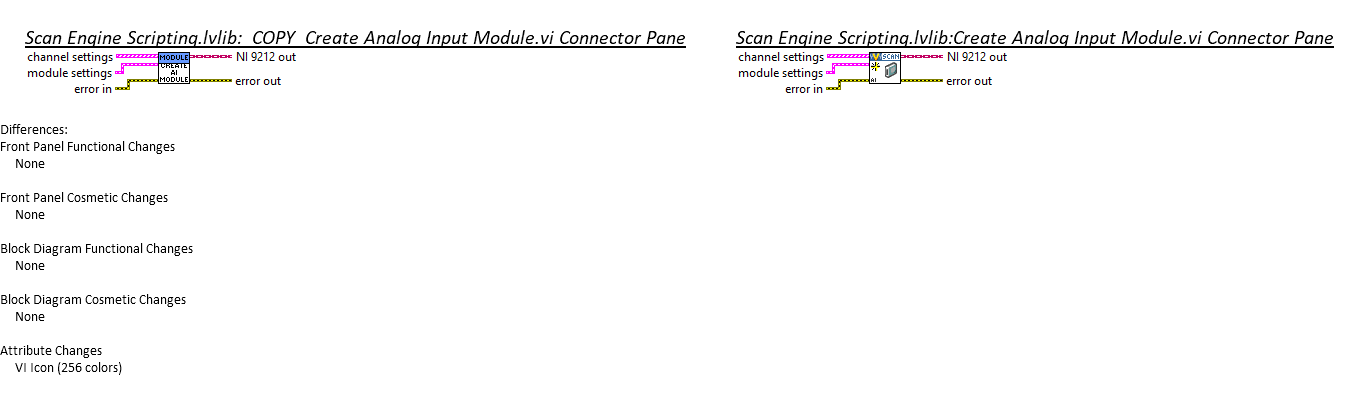 Scan Engine Scripting.lvlib:_COPY_Create Analog Input Module.vi Connector Pane
channel settings
MODULE
NI 9212 out
module settings
CREATE
AI
MODULE
error in
error out
Scan Engine Scripting.lvlib:Create Analog Input Module.vi Connector Pane
channel settings
SCAN
NI 9212 out
module settings
AI
error in
error out
Differences:
Front Panel Functional Changes
None
Front Panel Cosmetic Changes
None
Block Diagram Functional Changes
None
Block Diagram Cosmetic Changes
None
Attribute Changes
VI Icon (256 colors)